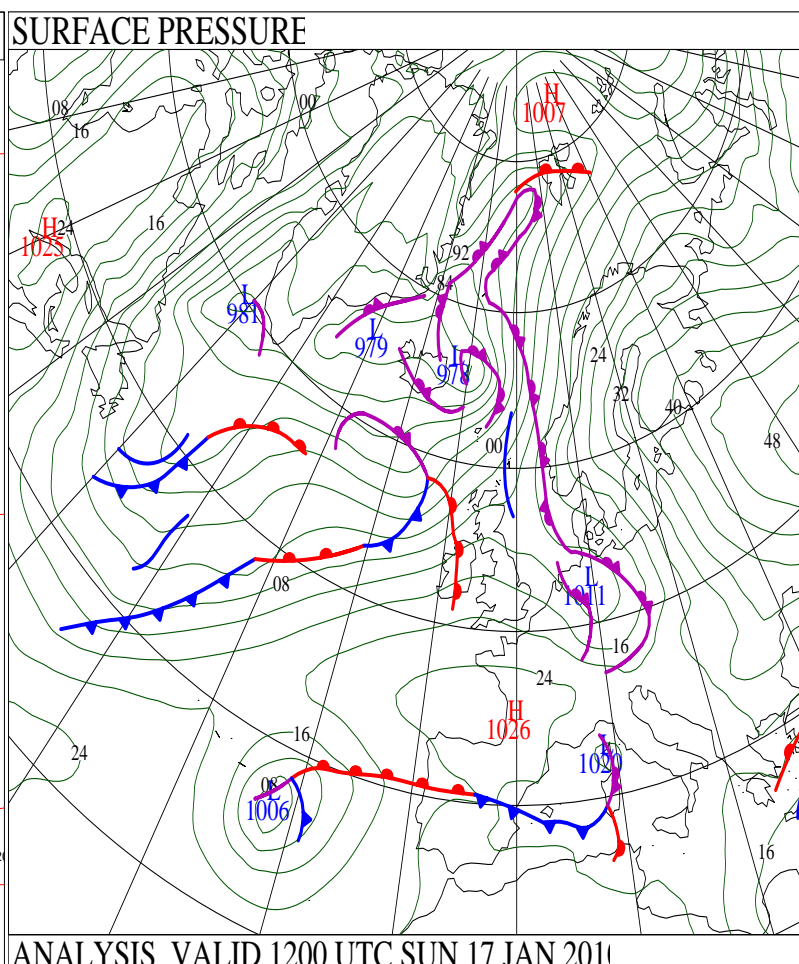 SURFACE PRESSURE
H
1007
08
00
16
H
24
1025
16
92
84
L
981
L
979
L
978
24
32
40
48
00
08
L
1011
16
24
H
1026
24
16
L
1020
08
L
1006
16
ANALYSIS VALID 1200 UTC SUN 17 JAN 201